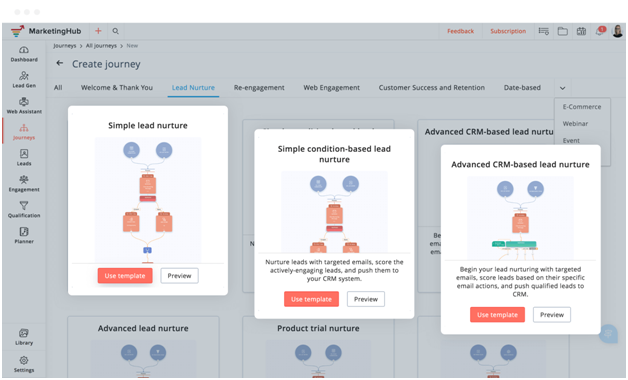 MarketingHub
+
Feedback
Subscription
Journeys > All Journeys > New
Create journey
Dashboard
Lead Gen
Web Assistant
Journeys
Leads
Engagement
Qualification
Planner
Library
Settings
All
Welcome & Thank You
Lead Nurture
Re-engagement
Web Engagement
Customer Success and Retention
Date-based
E-Commerce
Webinar
Event
Simple lead nurture
Use template
Preview
Simple condition-based lead
nurture
Nurture leads with targeted emails, score the
actively-engaging leads, and push them to
your CRM system.
Use template
Preview
Advanced CRM-based lead nurtu
Advanced CRM-based lead nurture
Begin your lead nurturing with targeted
emails, score leads based on their specific
email actions, and push qualified leads to
CRM.
Use template
Preview
Advanced lead nurture
Product trial nurture